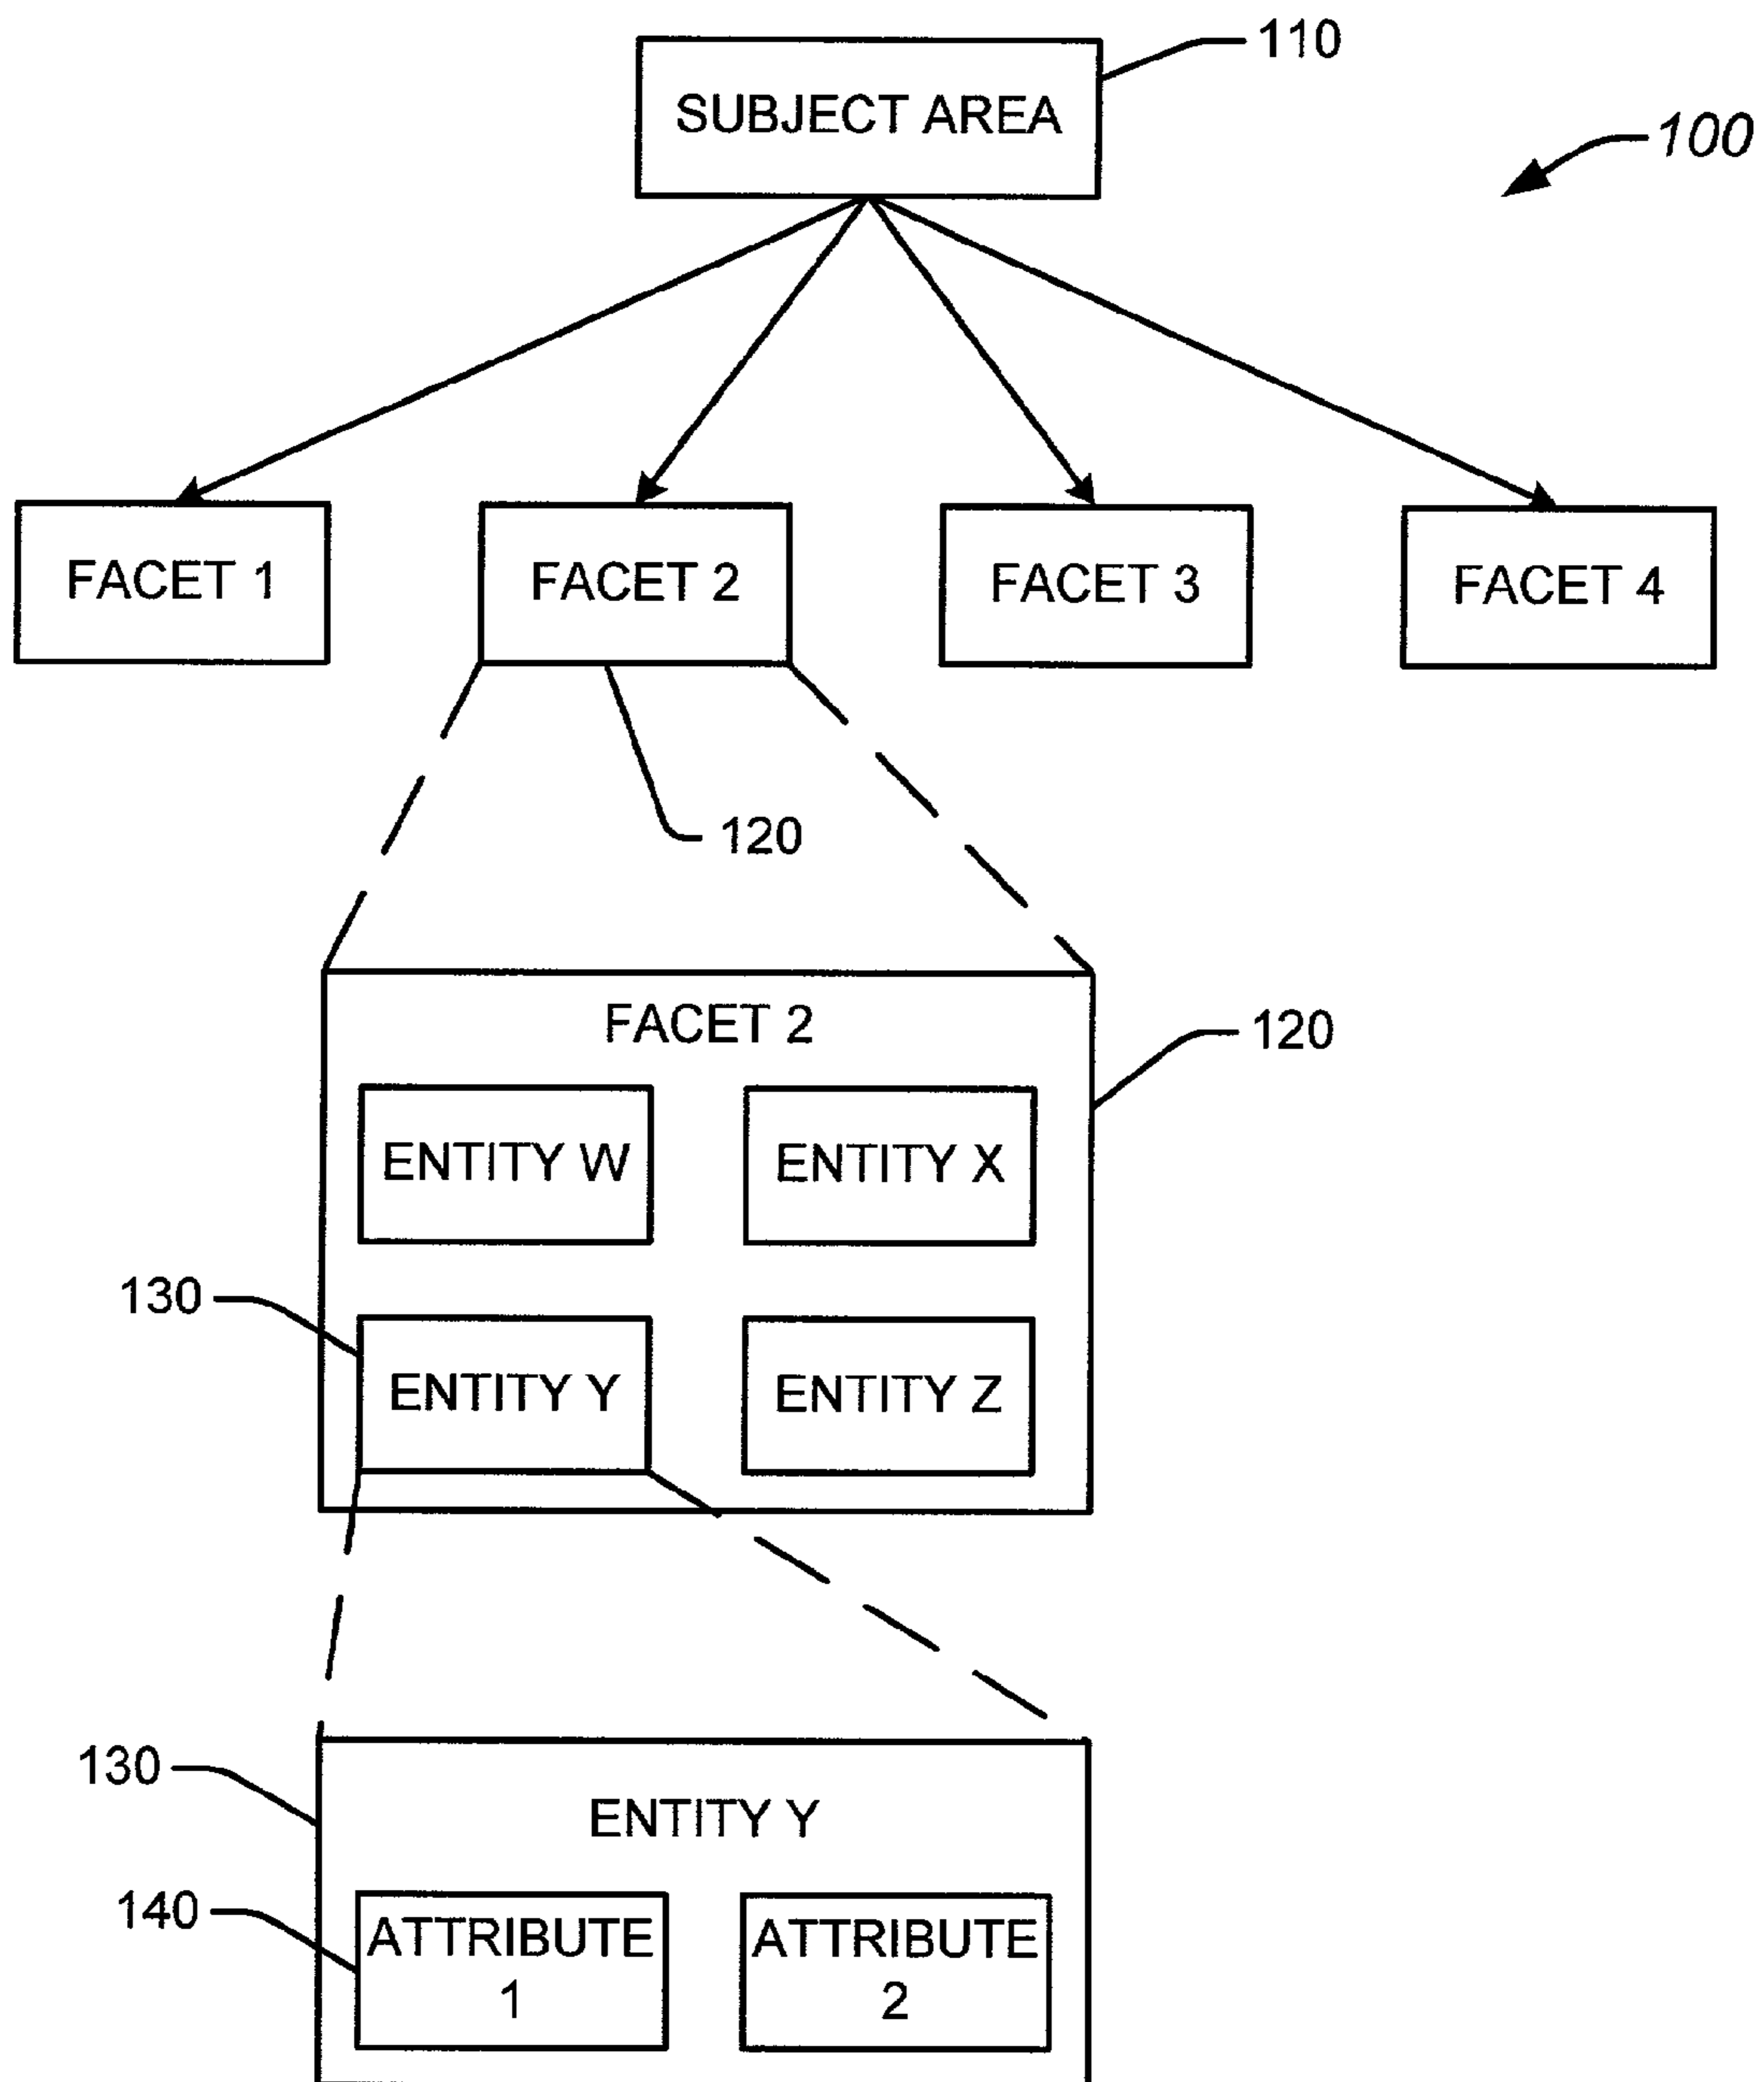 110
SUBJECT AREA
100
FACET 1
FACET 2
FACET 3
FACET 4
120
FACET 2
120
ENTITY W
ENTITY X
130
ENTITY Y
ENTITY Z
130
ENTITY Y
140
ATTRIBUTE
1
ATTRIBUTE
2